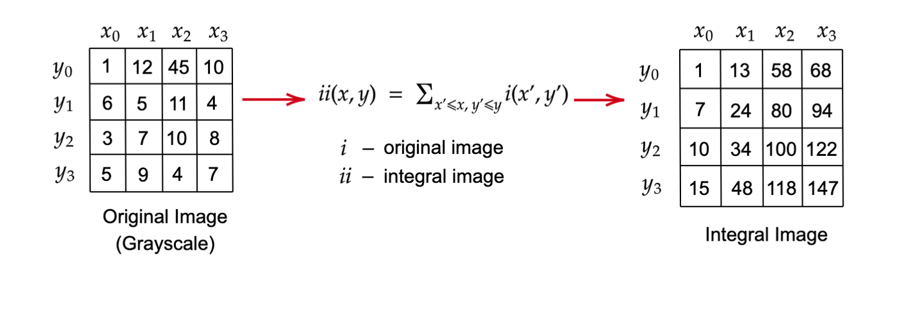 x₀ x₁ x₂ x₃
y₀ 1 12 45 10
y₁ 6 5 11 4
y₂ 3 7 10 8
y₃ 5 9 4 7
Original Image
(Grayscale)
ii(x, y) = ∑x′⩽x, y′⩽y i(x′, y′)
i – original image
ii – integral image
x₀ x₁ x₂ x₃
y₀ 1 13 58 68
y₁ 7 24 80 94
y₂ 10 34 100 122
y₃ 15 48 118 147
Integral Image